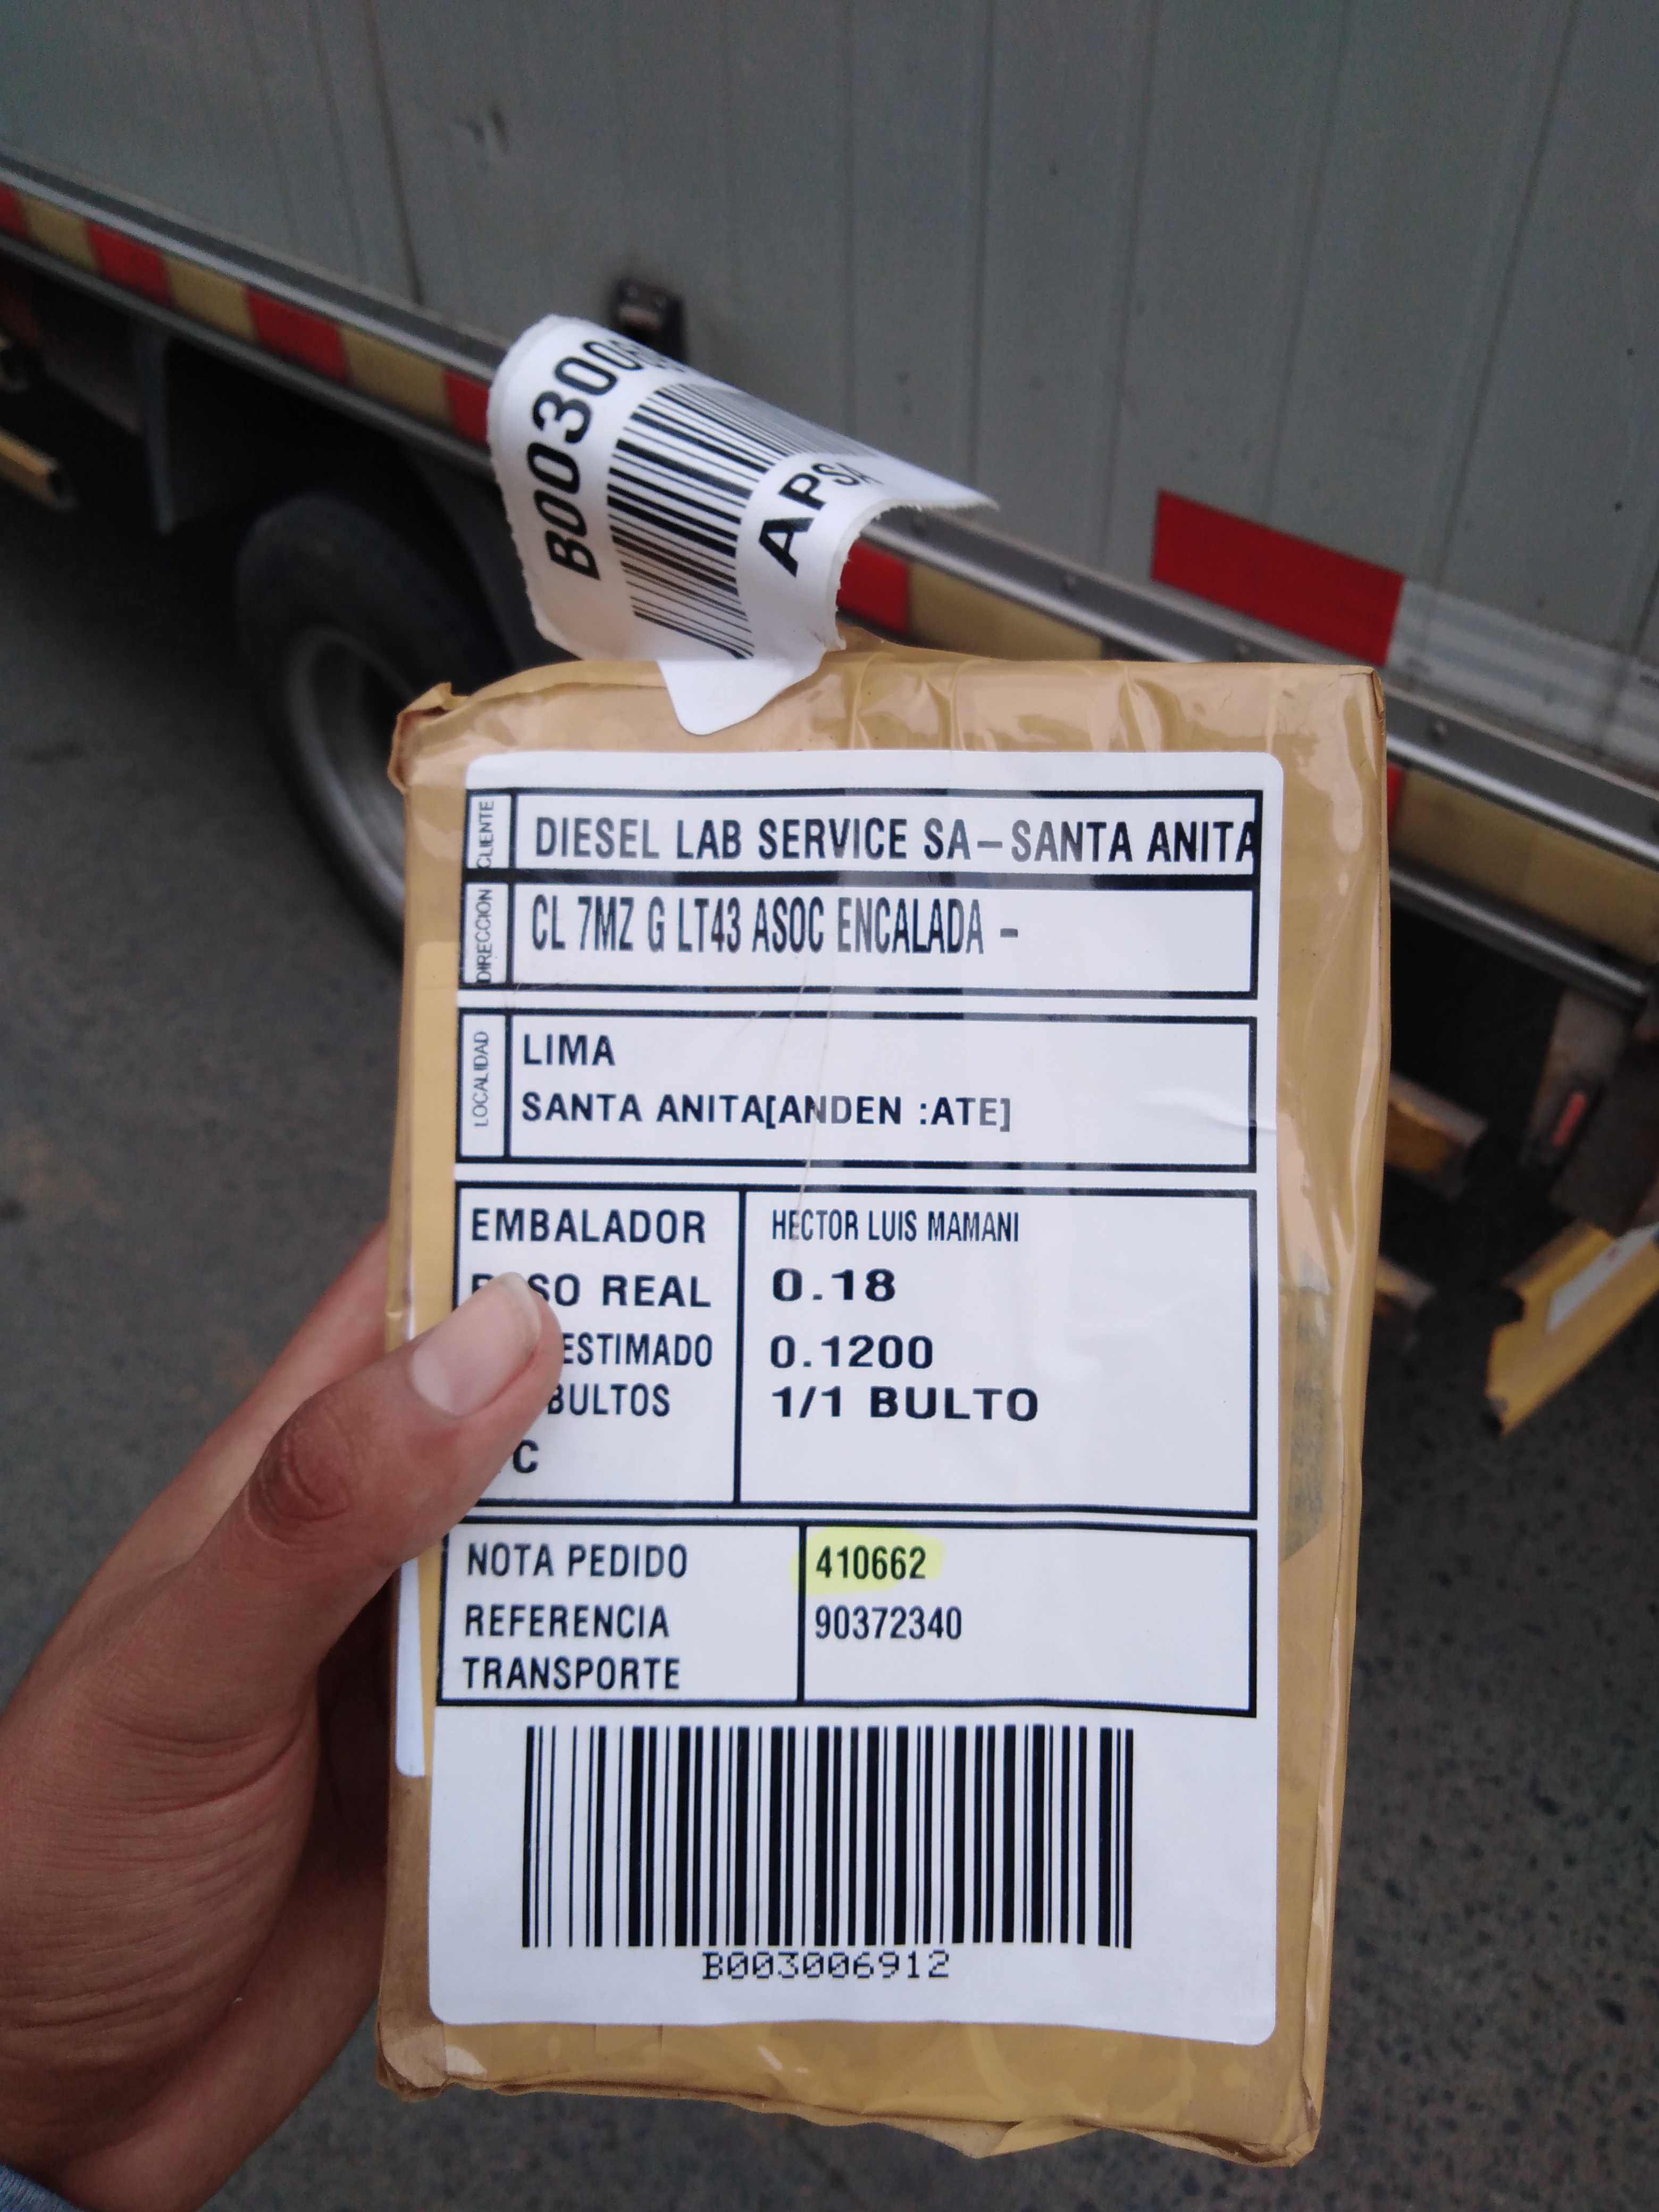 APSA
CLIENTE
DIESEL LAB SERVICE SA-SANTA ANITA
DIRECCION
CL 7MZ G LT43 ASOC ENCALADA -
LOCALIDAD
LIMA
SANTA ANITA[ANDEN :ATE]
EMBALADOR HECTOR LUIS MAMANI
REAL 0.18
ESTIMADO 0.1200
BULTOS 1/1 BULTO
NOTA PEDIDO 410662
REFERENCIA 90372340
TRANSPORTE
B003006912